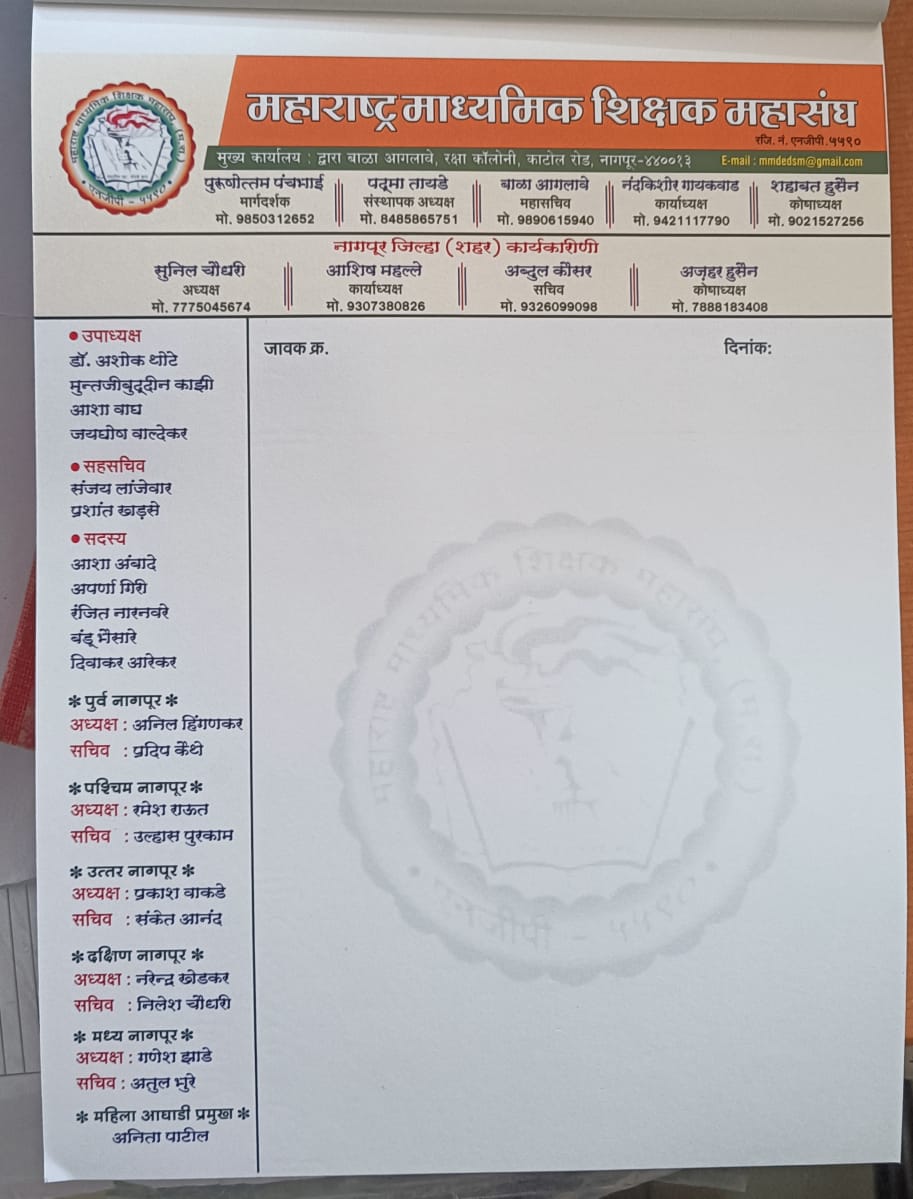 महाराष्ट्र माध्यमिक शिक्षक महासंघ
रजि. नं. एनजीपी. ५५९०
मुख्य कार्यालय : द्वारा बाळा आगलावे, रक्षा कॉलोनी, काटोल रोड, नागपूर-४४००१३ E-mail : mmdedsm@gmail.com
पुरूषोत्तम पंचभाई पद्मा तायडे बाळा आगलावे नंदकिशोर गायकवाड शहाबत हुसैन
मार्गदर्शक संस्थापक अध्यक्ष महासचिव कार्याध्यक्ष कोषाध्यक्ष
मो. 9850312652 मो. 8485865751 मो. 9890615940 मो. 9421117790 मो. 9021527256
नागपूर जिल्हा (शहर) कार्यकारीणी
सुनिल चौधरी आशिष महल्ले अब्दुल कौसर अज़हर हुसैन
अध्यक्ष कार्याध्यक्ष सचिव कोषाध्यक्ष
मो. 7775045674 मो. 9307380826 मो. 9326099098 मो. 7888183408
जावक क्र. दिनांक:
• उपाध्यक्ष
डॉ. अशोक धोटे
मुन्तजीबुद्दीन काझी
आशा वाघ
जयघोष वाल्देकर
• सहसचिव
संजय लांजेवार
प्रशांत खाड़से
• सदस्य
आशा अंबादे
अपर्णा गिरी
रंजित नारनवरे
बंडू भैसारे
दिवाकर आरेकर
* पुर्व नागपूर *
अध्यक्ष : अनिल हिंगणकर
सचिव : प्रदिप केंथे
* पश्चिम नागपूर *
अध्यक्ष : रमेश राऊत
सचिव : उल्हास पुरकाम
* उत्तर नागपूर *
अध्यक्ष : प्रकाश वाकडे
सचिव : संकेत आनंद
* दक्षिण नागपूर *
अध्यक्ष : नरेन्द्र खेडकर
सचिव : निलेश चौधरी
* मध्य नागपूर *
अध्यक्ष : गणेश झाडे
सचिव : अतुल भुरे
* महिला आघाडी प्रमुख *
अनिता पाटील
महाराष्ट्र माध्यमिक शिक्षक महासंघ (म.रा.)
एनजीपी - ५५९०